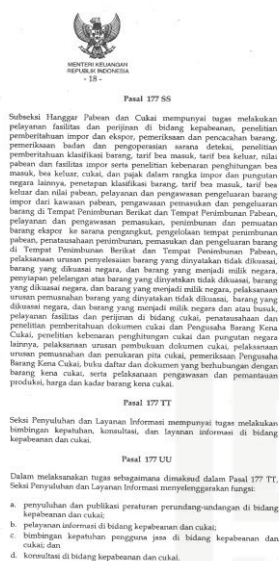 MENTERI KEUANGAN
REPUBLIK INDONESIA
- 18 -
Pasal 177 SS
Subseksi Hanggar Pabean dan Cukai mempunyai tugas melakukan
pelayanan fasilitas dan perijinan di bidang kepabeanan, penelitian
pemberitahuan impor dan ekspor, pemeriksaan dan pencacahan barang,
pemeriksaan badan dan pengoperasian sarana deteksi, penelitian
pemberitahuan klasifikasi barang, tarif bea masuk, tarif bea keluar, nilai
pabean dan fasilitas impor serta penelitian kebenaran penghitungan bea
masuk, bea keluar, cukai, dan pajak dalam rangka impor dan pungutan
negara lainnya, penetapan klasifikasi barang, tarif bea masuk, tarif bea
keluar dan nilai pabean, pelayanan dan pengawasan pengeluaran barang
impor dari kawasan pabean, pengawasan pemasukan dan pengeluaran
barang di Tempat Penimbunan Berikat dan Tempat Penimbunan Pabean,
pelayanan dan pengawasan pemasukan, penimbunan dan pemuatan
barang ekspor ke sarana pengangkut, pengelolaan tempat penimbunan
pabean, penatausahaan penimbunan, pemasukan dan pengeluaran barang
di Tempat Penimbunan Berikat dan Tempat Penimbunan Pabean,
pelaksanaan urusan penyelesaian barang yang dinyatakan tidak dikuasai,
barang yang dikuasai negara, dan barang yang menjadi milik negara,
penyiapan pelelangan atas barang yang dinyatakan tidak dikuasai, barang
yang dikuasai negara, dan barang yang menjadi milik negara, pelaksanaan
urusan pemusnahan barang yang dinyatakan tidak dikuasai, barang yang
dikuasai negara, dan barang yang menjadi milik negara dan atau busuk,
pelayanan fasilitas dan perijinan di bidang cukai, penatausahaan dan
penelitian pemberitahuan dokumen cukai dan Pengusaha Barang Kena
Cukai, penelitian kebenaran penghitungan cukai dan pungutan negara
lainnya, pelaksanaan urusan pembukuan dokumen cukai, pelaksanaan
urusan pemusnahan dan penukaran pita cukai, pemeriksaan Pengusaha
Barang Kena Cukai, buku daftar dan dokumen yang berhubungan dengan
barang kena cukai, serta pelaksanaan pengawasan dan pemantauan
produksi, harga dan kadar barang kena cukai.
Pasal 177 TT
Seksi Penyuluhan dan Layanan Informasi mempunyai tugas melakukan
bimbingan kepatuhan, konsultasi, dan layanan informasi di bidang
kepabeanan dan cukai.
Pasal 177 UU
Dalam melaksanakan tugas sebagaimana dimaksud dalam Pasal 177 TT,
Seksi Penyuluhan dan Layanan Informasi menyelenggarakan fungsi:
a. penyuluhan dan publikasi peraturan perundang-undangan di bidang
kepabeanan dan cukai;
b. pelayanan informasi di bidang kepabeanan dan cukai;
c. bimbingan kepatuhan pengguna jasa di bidang kepabeanan dan
cukai; dan
d. konsultasi di bidang kepabeanan dan cukai.